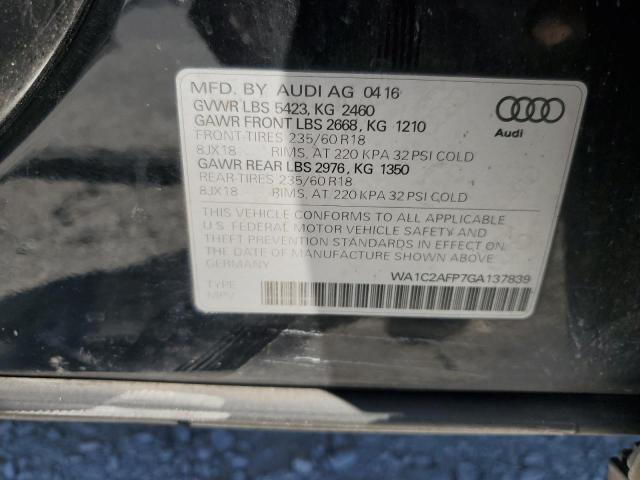 MFD. BY AUDI AG 04 16
GVWR LBS 5423, KG 2460
GAWR FRONT LBS 2668, KG 1210
FRONT-TIRES 235/60 R18
8JX18 RIMS, AT 220 KPA 32 PSI COLD
GAWR REAR LBS 2976, KG 1350
REAR-TIRES 235/60 R18
8JX18 RIMS, AT 220 KPA 32 PSI COLD
Audi
THIS VEHICLE CONFORMS TO ALL APPLICABLE
U.S. FEDERAL MOTOR VEHICLE SAFETY AND
THEFT PREVENTION STANDARDS IN EFFECT ON
THE DATE OF MANUFACTURE SHOWN ABOVE.
GERMANY
WA1C2AFP7GA137839
TYPE
MPV